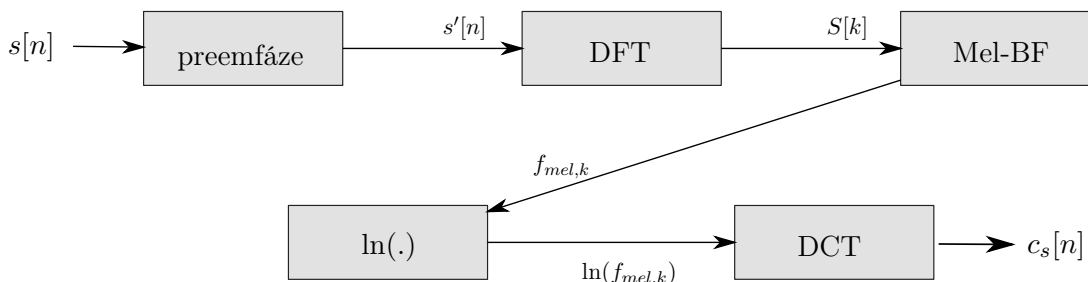 s[n]
preemfáze
s′[n]
DFT
S[k]
Mel-BF
f_{mel,k}
ln(.)
ln(f_{mel,k})
DCT
c_s[n]